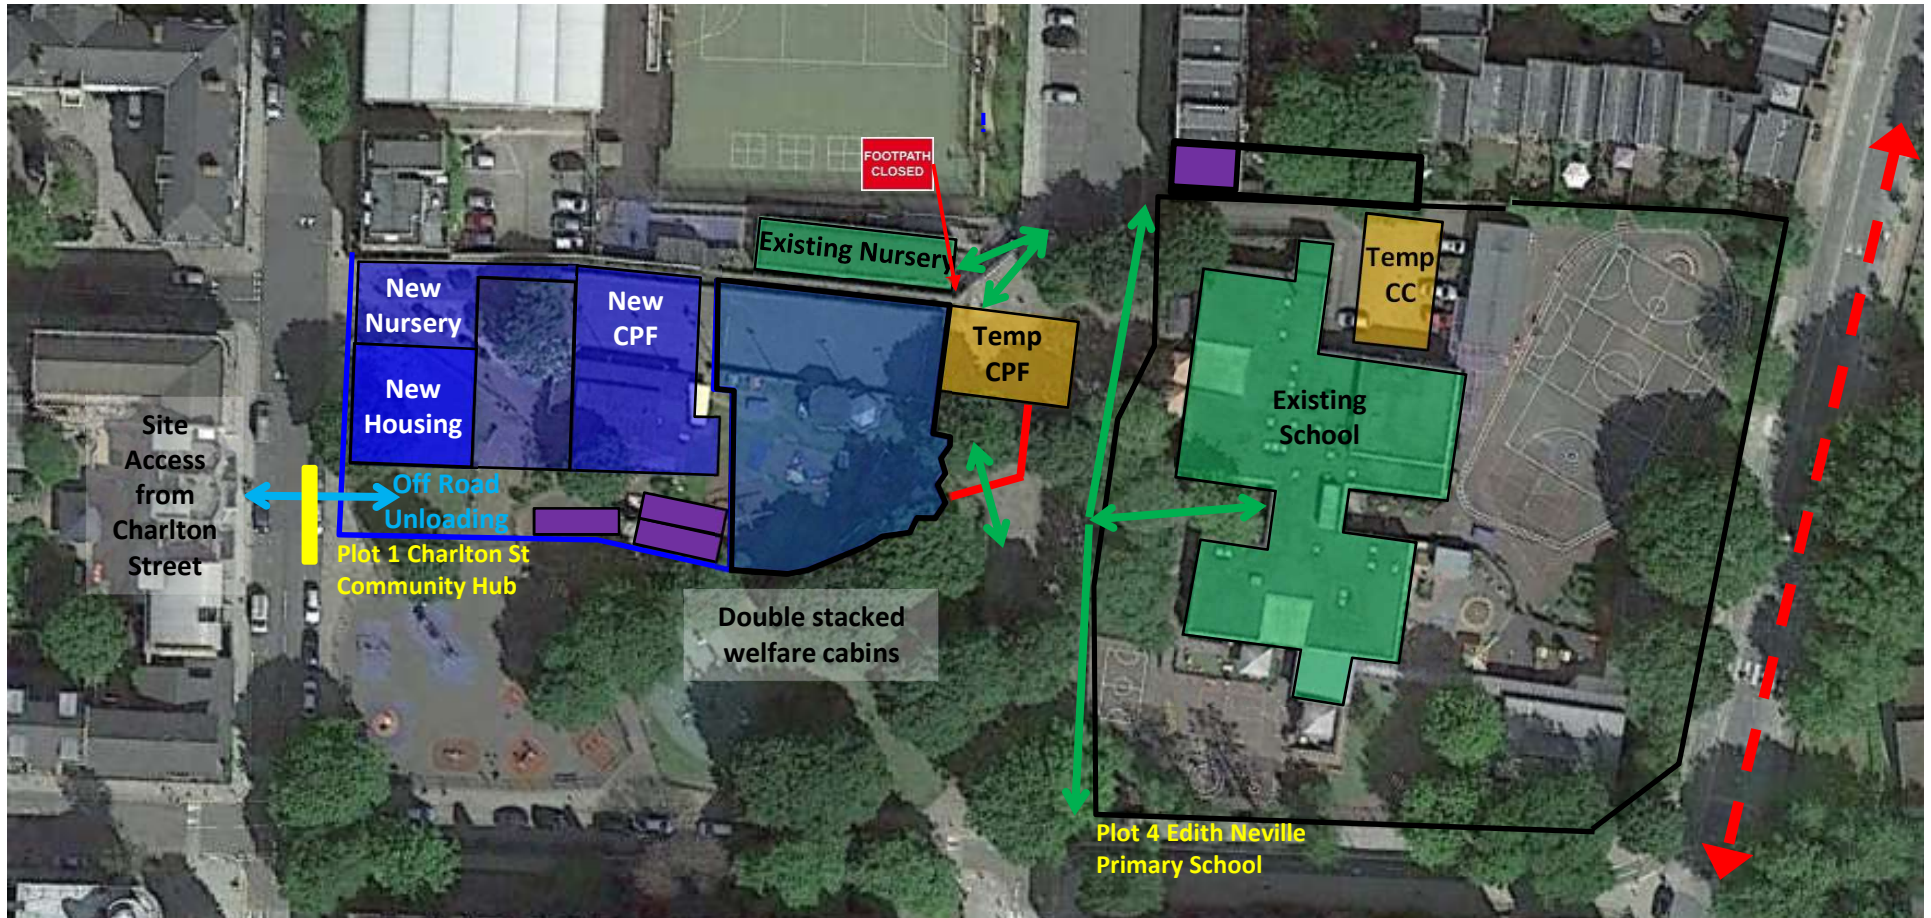 !
FOOTPATH
CLOSED
Existing Nursery
New
Nursery
New
CPF
Temp
CC
Temp
CPF
New
Housing
Existing
School
Site
Access
from
Charlton
Street
Off Road
Unloading
Plot 1 Charlton St
Community Hub
Double stacked
welfare cabins
Plot 4 Edith Neville
Primary School